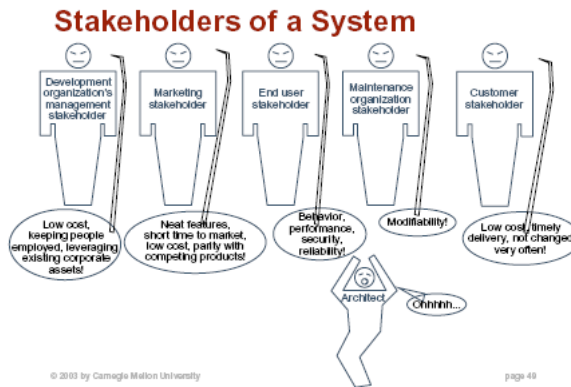 Stakeholders of a System
Development
organization's
management
stakeholder
Marketing
stakeholder
End user
stakeholder
Maintenance
organization
stakeholder
Customer
stakeholder
Low cost,
keeping people
employed, leveraging
existing corporate
assets!
Neat features,
short time to market,
low cost, parity with
competing products!
Behavior,
performance,
security,
reliability!
Modifiability!
Low cost, timely
delivery, not changed
very often!
Architect
Ohhhhh...
© 2003 by Carnegie Mellon University
page 49